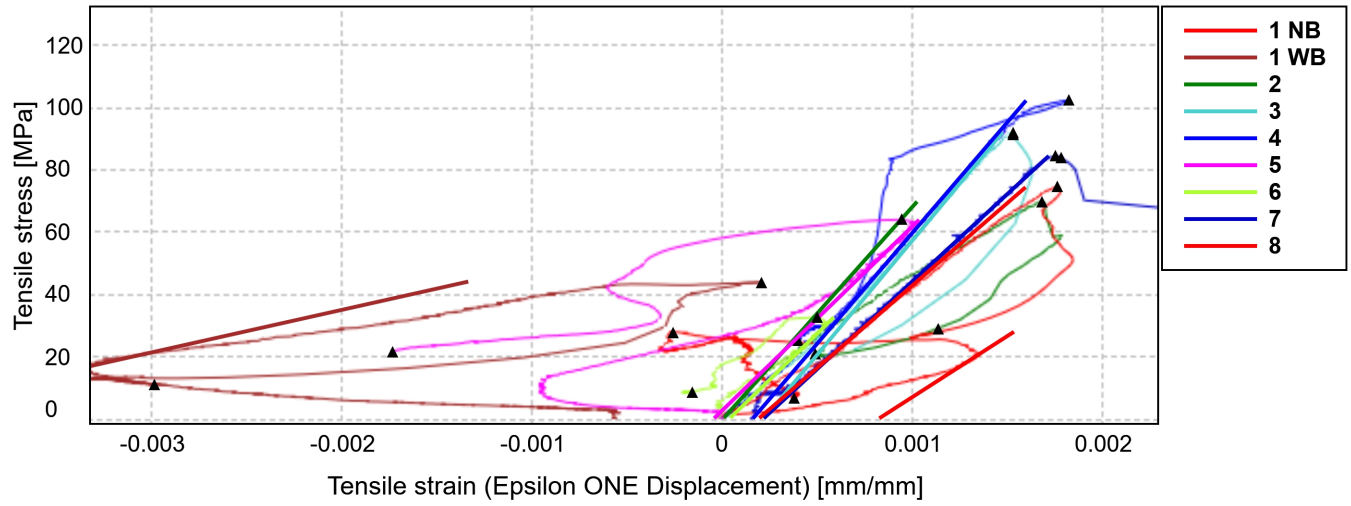 Tensile stress [MPa]
120
100
80
60
40
20
0
-0.003 -0.002 -0.001 0 0.001 0.002
Tensile strain (Epsilon ONE Displacement) [mm/mm]
1 NB
1 WB
2
3
4
5
6
7
8